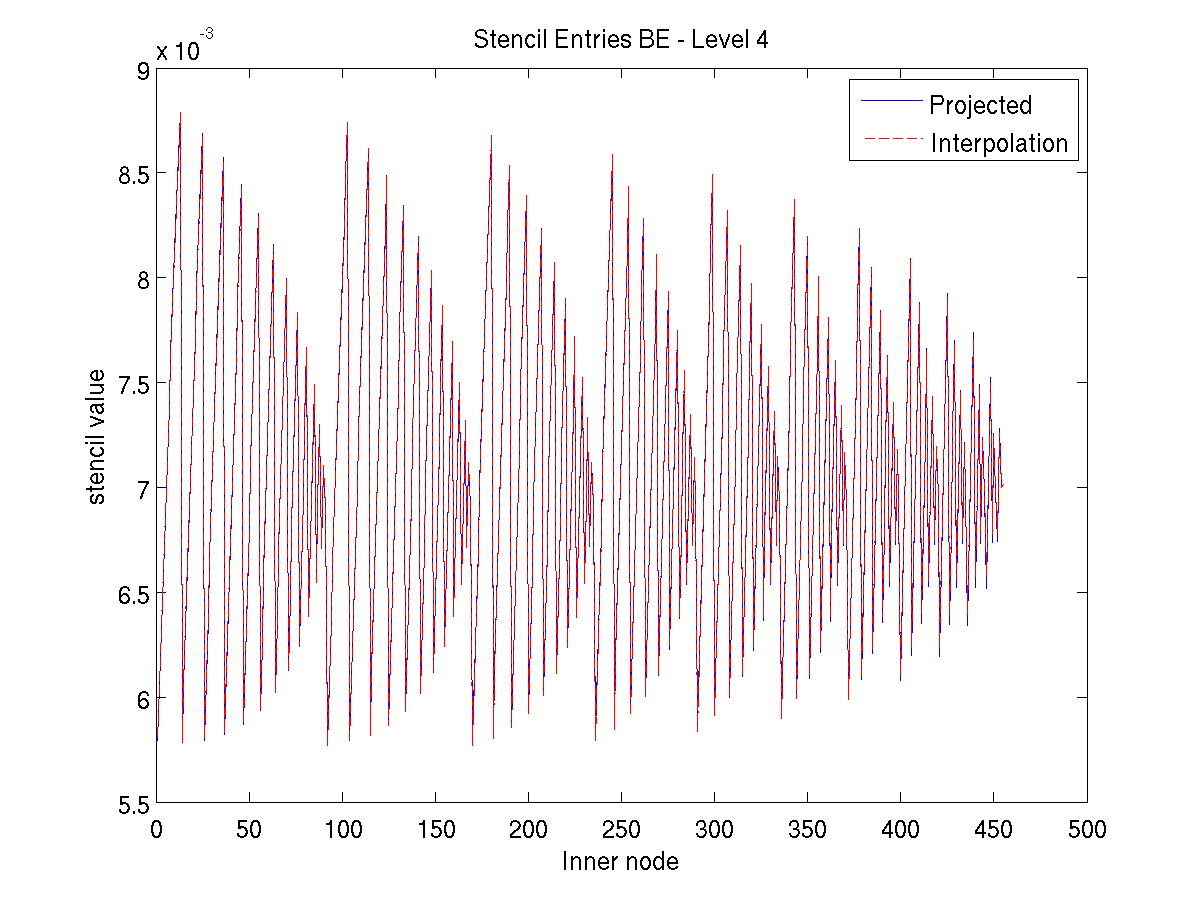 Stencil Entries BE - Level 4
x 10^-3
Projected
Interpolation
9
8.5
8
7.5
7
6.5
6
5.5
stencil value
0 50 100 150 200 250 300 350 400 450 500
Inner node